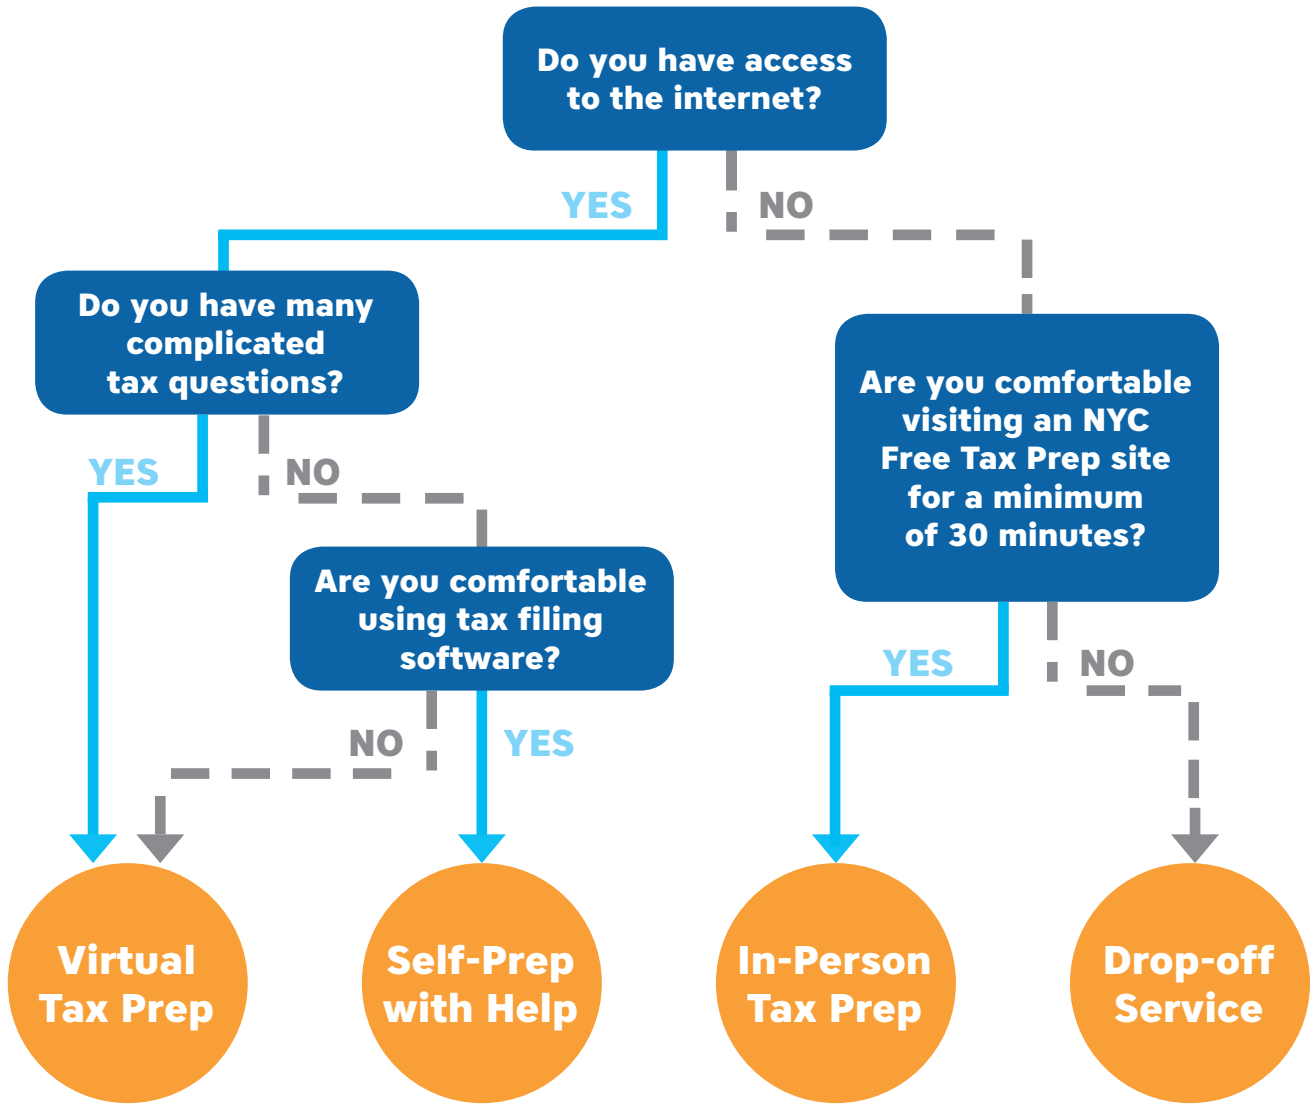 Do you have access
to the internet?
YES
NO
Do you have many
complicated
tax questions?
Are you comfortable
visiting an NYC
Free Tax Prep site
for a minimum
of 30 minutes?
YES
NO
Are you comfortable
using tax filing
software?
YES
NO
NO
YES
Virtual
Tax Prep
Self-Prep
with Help
In-Person
Tax Prep
Drop-off
Service